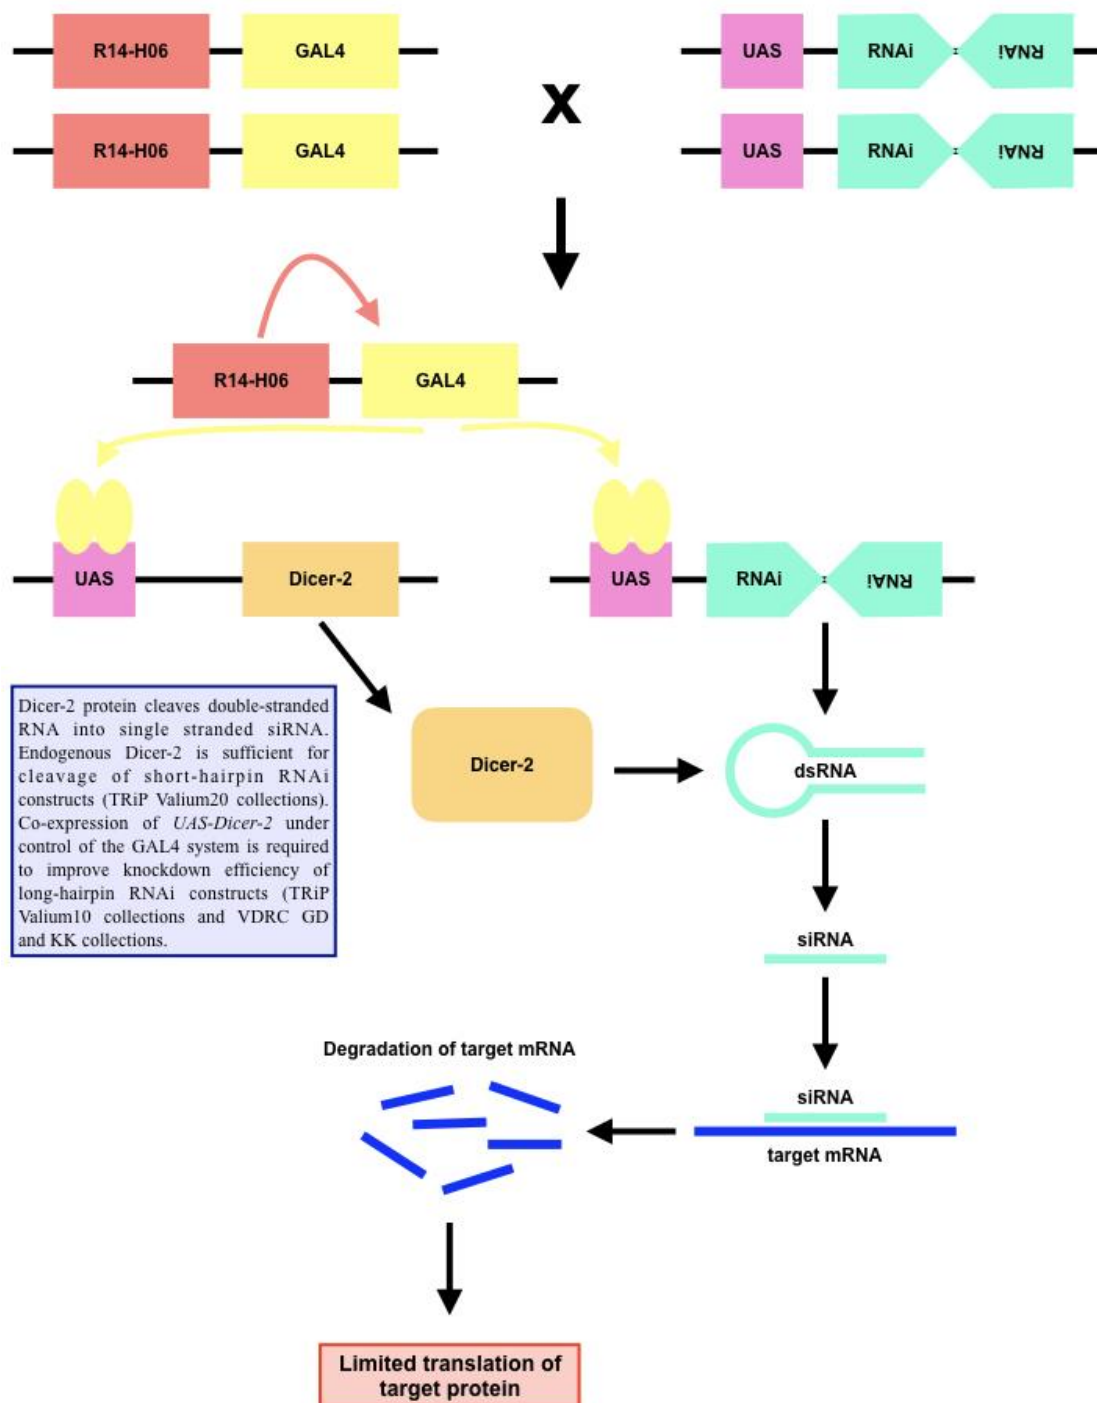 R14-H06 GAL4 UAS RNAi RNAi
X
R14-H06 GAL4 UAS RNAi RNAi
R14-H06 GAL4
UAS Dicer-2 UAS RNAi RNAi
Dicer-2 protein cleaves double-stranded
RNA into single stranded siRNA.
Endogenous Dicer-2 is sufficient for
cleavage of short-hairpin RNAi
constructs (TRiP Valium20 collections).
Co-expression of UAS-Dicer-2 under
control of the GAL4 system is required
to improve knockdown efficiency of
long-hairpin RNAi constructs (TRiP
Valium10 collections and VDRC GD
and KK collections.
Dicer-2
dsRNA
siRNA
Degradation of target mRNA
siRNA
target mRNA
Limited translation of
target protein